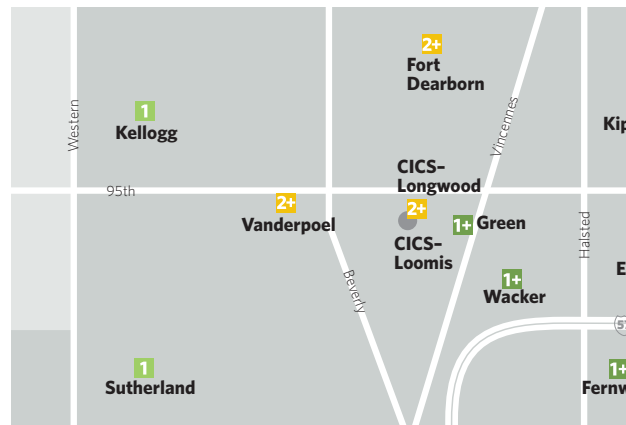 2+
Fort
Dearborn
Vincennes
Western
1
Kellogg
Kip
CICS–
Longwood
95th
2+
Vanderpoel
2+
CICS–
Loomis
1+ Green
Halsted
Beverly
1+
Wacker
E
57
1
Sutherland
1+
Fernw